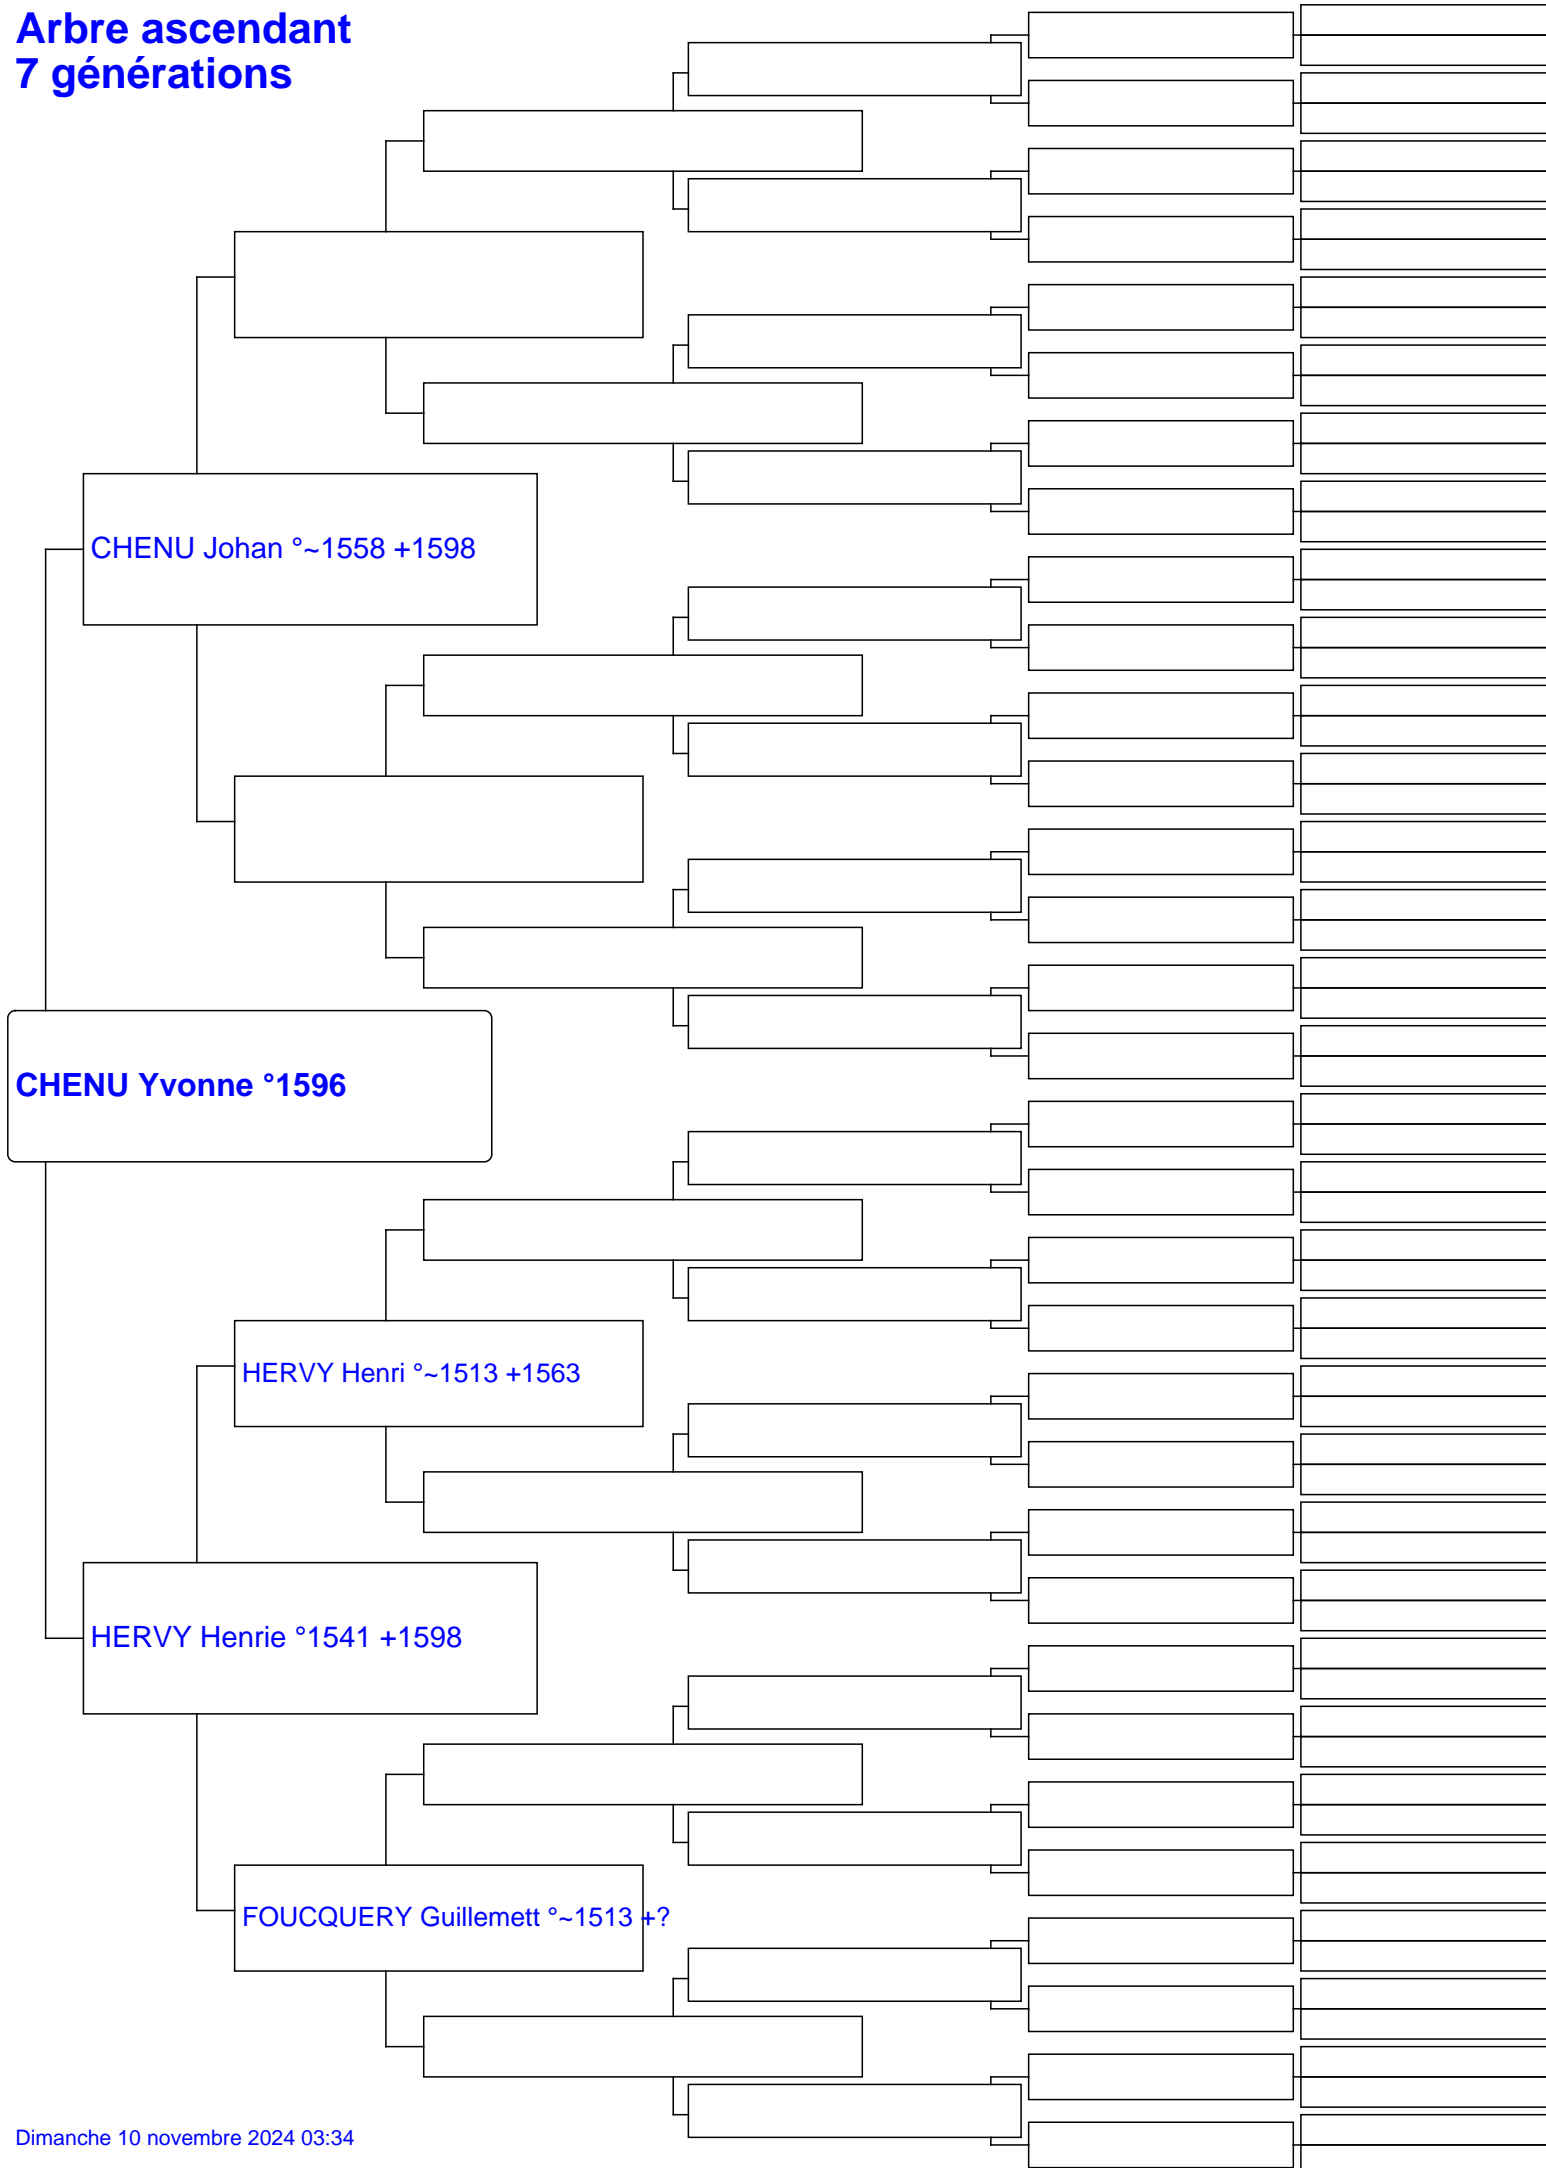 Arbre ascendant
7 générations
CHENU Johan °~1558 +1598
CHENU Yvonne °1596
HERVY Henri °~1513 +1563
HERVY Henrie °1541 +1598
FOUCQUERY Guillemett °~1513 +?
Dimanche 10 novembre 2024 03:34